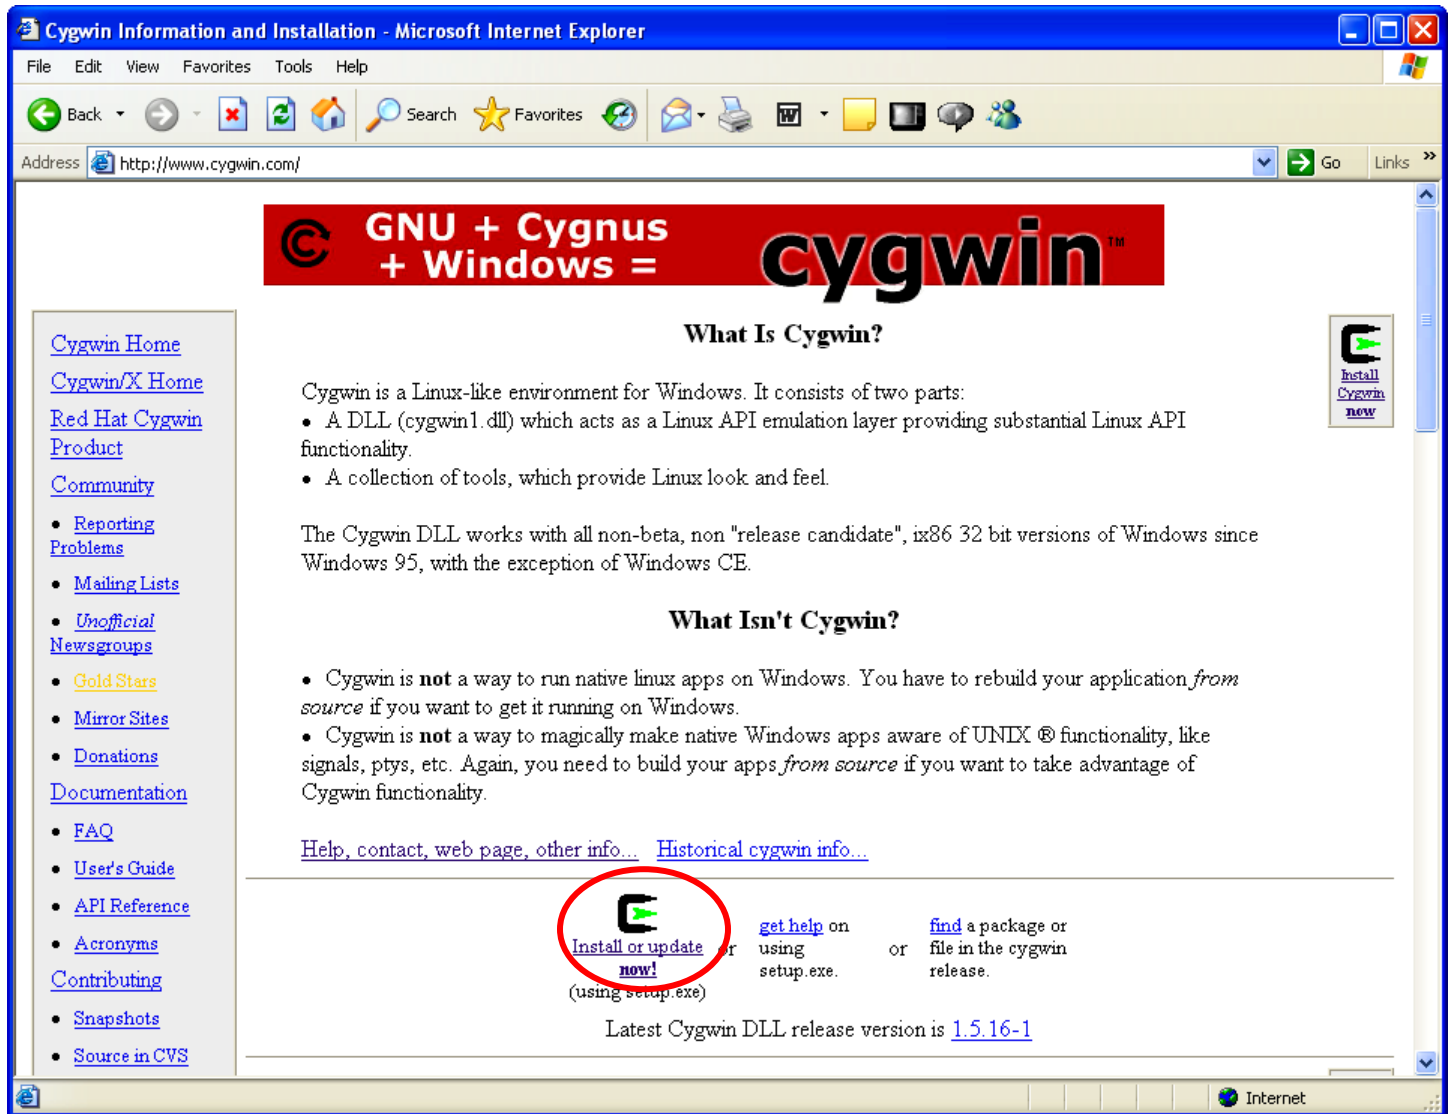 Cygwin Information and Installation - Microsoft Internet Explorer
File Edit View Favorites Tools Help
Back Search Favorites
Address http://www.cygwin.com/ Go Links »
GNU + Cygnus
+ Windows =
cygwin™
Cygwin Home
Cygwin/X Home
Red Hat Cygwin
Product
Community
• Reporting
Problems
• Mailing Lists
• Unofficial
Newsgroups
• Gold Stars
• Mirror Sites
• Donations
Documentation
• FAQ
• User's Guide
• API Reference
• Acronyms
Contributing
• Snapshots
• Source in CVS
What Is Cygwin?
Cygwin is a Linux-like environment for Windows. It consists of two parts:
• A DLL (cygwin1.dll) which acts as a Linux API emulation layer providing substantial Linux API
functionality.
• A collection of tools, which provide Linux look and feel.
The Cygwin DLL works with all non-beta, non "release candidate", ix86 32 bit versions of Windows since
Windows 95, with the exception of Windows CE.
What Isn't Cygwin?
• Cygwin is not a way to run native linux apps on Windows. You have to rebuild your application from
source if you want to get it running on Windows.
• Cygwin is not a way to magically make native Windows apps aware of UNIX ® functionality, like
signals, ptys, etc. Again, you need to build your apps from source if you want to take advantage of
Cygwin functionality.
Help, contact, web page, other info... Historical cygwin info...
Install or update
now!
(using setup.exe)
or
get help on
using
setup.exe.
or
find a package or
file in the cygwin
release.
Latest Cygwin DLL release version is 1.5.16-1
Install
Cygwin
now
Internet